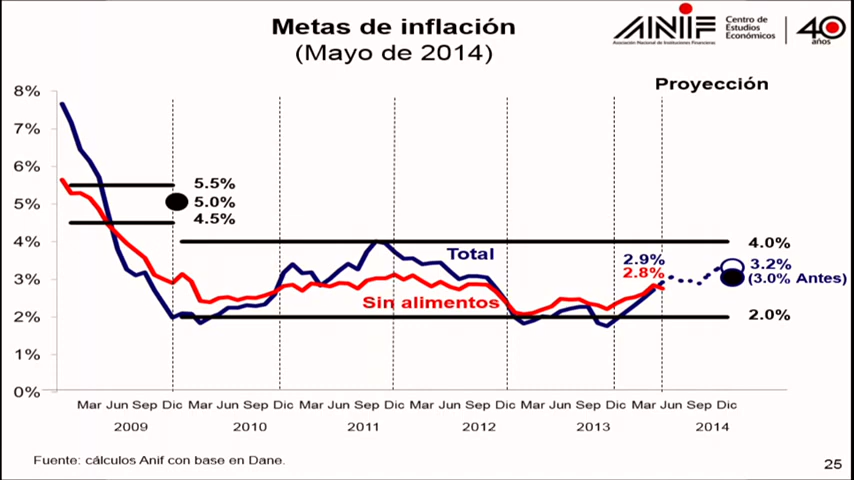 Metas de inflación
(Mayo de 2014)
ANIF
Asociación Nacional de Instituciones Financieras
Centro de
Estudios
Económicos
40
años
Proyección
8%
7%
6%
5%
4%
3%
2%
1%
0%
5.5%
5.0%
4.5%
4.0%
Total
2.9%
2.8%
3.2%
(3.0% Antes)
Sin alimentos
2.0%
Mar Jun Sep Dic Mar Jun Sep Dic Mar Jun Sep Dic Mar Jun Sep Dic Mar Jun Sep Dic Mar Jun Sep Dic
2009 2010 2011 2012 2013 2014
Fuente: cálculos Anif con base en Dane.
25